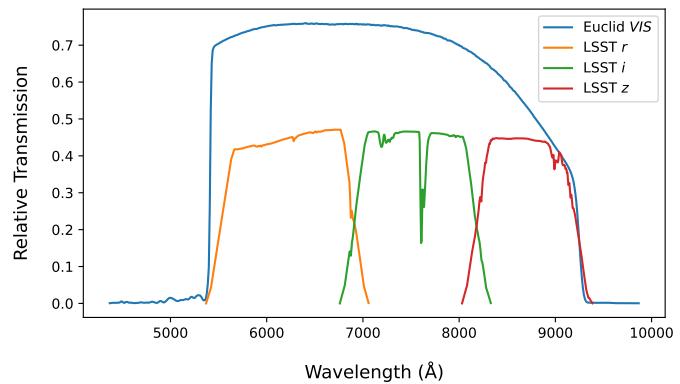 Euclid VIS
LSST r
LSST i
LSST z
0.7
0.6
0.5
0.4
0.3
0.2
0.1
0.0
Relative Transmission
5000 6000 7000 8000 9000 10000
Wavelength (Å)